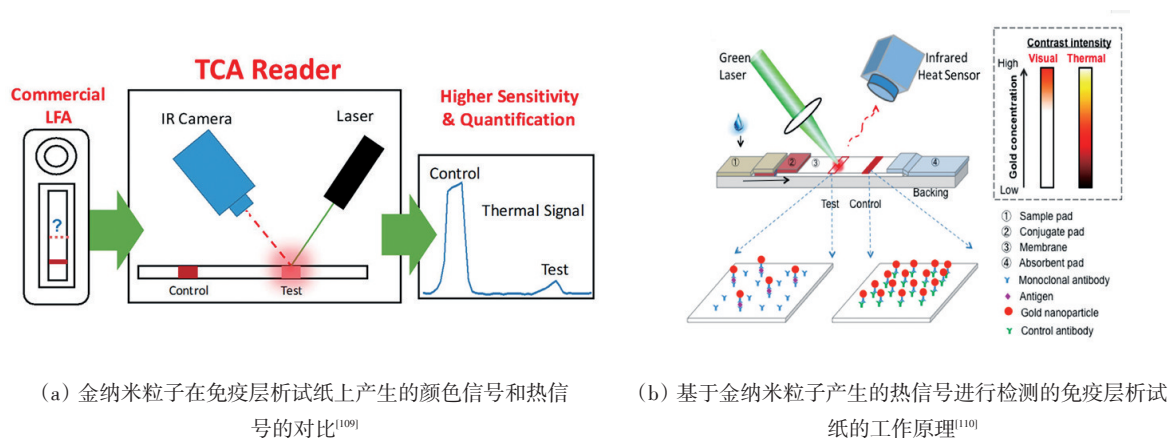 TCA Reader
Commercial
LFA
?
IR Camera
Laser
Control
Test
Higher Sensitivity
& Quantification
Control
Thermal Signal
Test
Green
Laser
Infrared
Heat Sensor
① ② ③ ④
Test
Control
Backing
Contrast intensity
Visual Thermal
High
Gold concentration
Low
① Sample pad
② Conjugate pad
③ Membrane
④ Absorbent pad
Monoclonal antibody
Antigen
Gold nanoparticle
Control antibody
(a) 金纳米粒子在免疫层析试纸上产生的颜色信号和热信
号的对比[109]
(b) 基于金纳米粒子产生的热信号进行检测的免疫层析试
纸的工作原理[110]